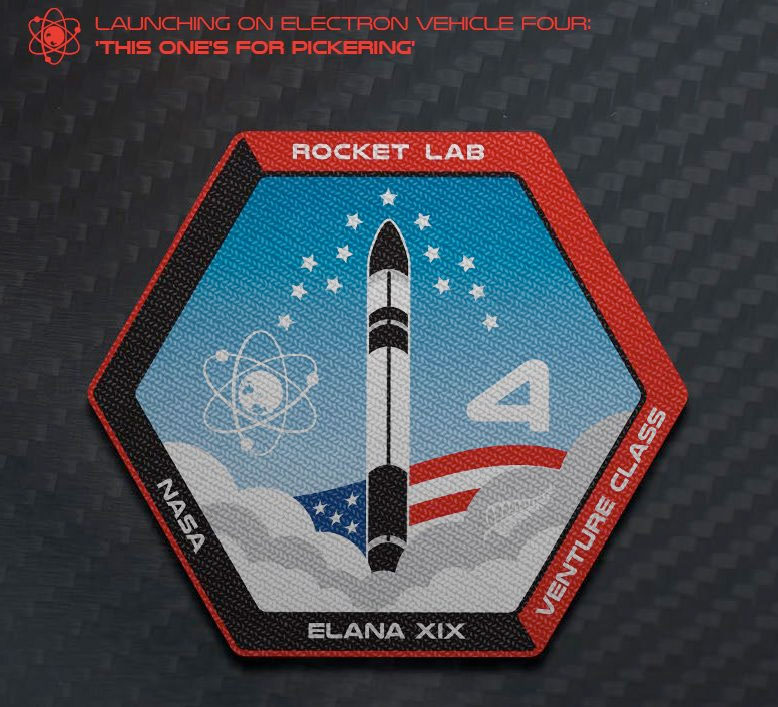 LAUNCHING ON ELECTRON VEHICLE FOUR:
'THIS ONE'S FOR PICKERING'
ROCKET LAB
4
NASA
VENTURE CLASS
ELANA XIX